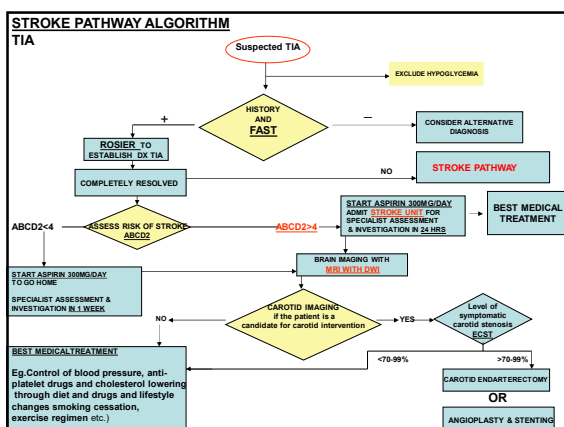 STROKE PATHWAY ALGORITHM
TIA
Suspected TIA
EXCLUDE HYPOGLYCEMIA
HISTORY
AND
FAST
+
–
CONSIDER ALTERNATIVE
DIAGNOSIS
ROSIER TO
ESTABLISH DX TIA
NO
STROKE PATHWAY
COMPLETELY RESOLVED
ABCD2<4
ASSESS RISK OF STROKE
ABCD2
ABCD2>4
START ASPIRIN 300MG/DAY
ADMIT STROKE UNIT FOR
SPECIALIST ASSESSMENT
& INVESTIGATION IN 24 HRS
BEST MEDICAL
TREATMENT
START ASPIRIN 300MG/DAY
TO GO HOME
SPECIALIST ASSESSMENT &
INVESTIGATION IN 1 WEEK
BRAIN IMAGING WITH
MRI WITH DWI
CAROTID IMAGING
if the patient is a
candidate for carotid intervention
NO
YES
Level of
symptomatic
carotid stenosis
ECST
BEST MEDICALTREATMENT
Eg.Control of blood pressure, anti-
platelet drugs and cholesterol lowering
through diet and drugs and lifestyle
changes smoking cessation,
exercise regimen etc.)
<70-99%
>70-99%
CAROTID ENDARTERECTOMY
OR
ANGIOPLASTY & STENTING